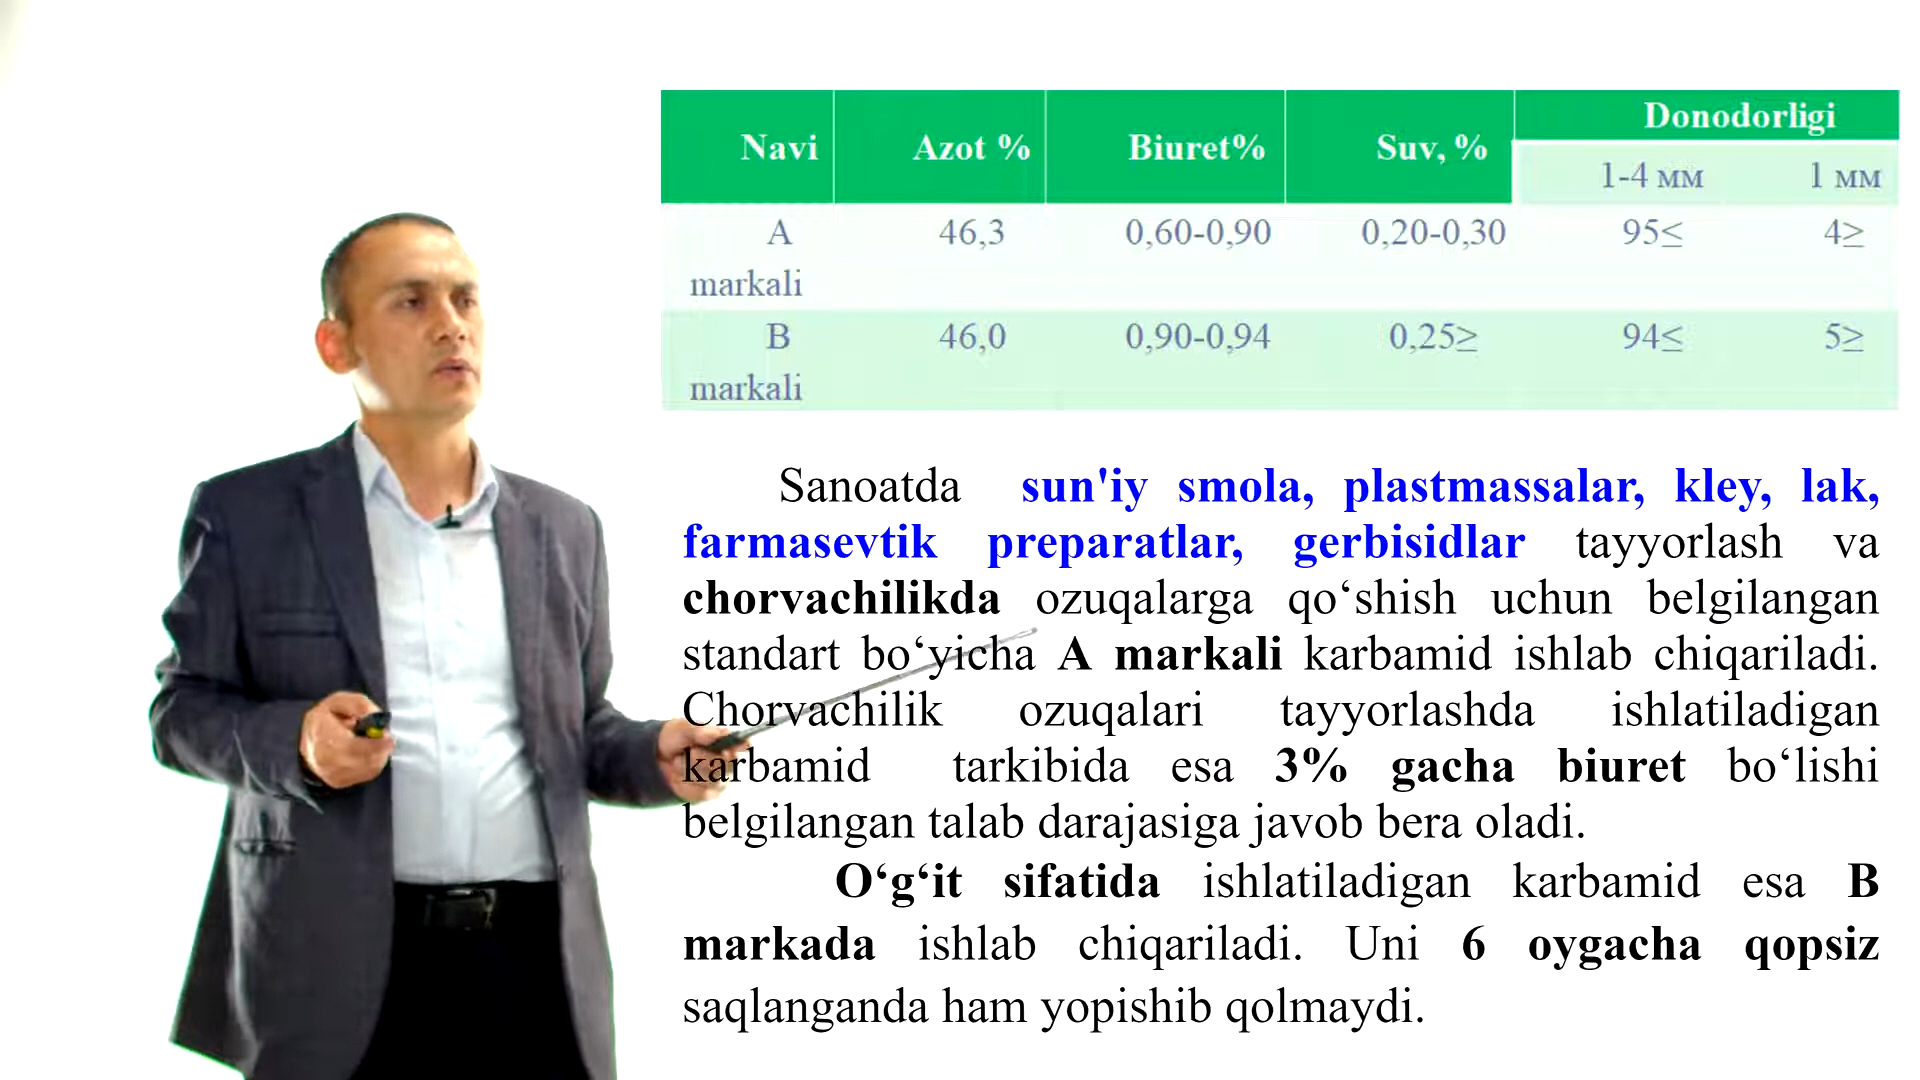 Donodorligi
Navi Azot % Biuret% Suv, %
1-4 мм 1 мм
A 46,3 0,60-0,90 0,20-0,30 95≤ 4≥
markali
B 46,0 0,90-0,94 0,25≥ 94≤ 5≥
markali
Sanoatda sun'iy smola, plastmassalar, kley, lak,
farmasevtik preparatlar, gerbisidlar tayyorlash va
chorvachilikda ozuqalarga qo‘shish uchun belgilangan
standart bo‘yicha A markali karbamid ishlab chiqariladi.
Chorvachilik ozuqalari tayyorlashda ishlatiladigan
karbamid tarkibida esa 3% gacha biuret bo‘lishi
belgilangan talab darajasiga javob bera oladi.
O‘g‘it sifatida ishlatiladigan karbamid esa B
markada ishlab chiqariladi. Uni 6 oygacha qopsiz
saqlanganda ham yopishib qolmaydi.